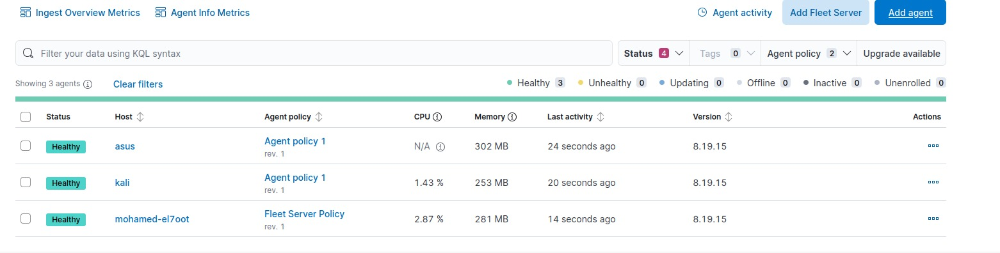 Ingest Overview Metrics Agent Info Metrics Agent activity Add Fleet Server Add agent
Filter your data using KQL syntax Status 4 Tags 0 Agent policy 2 Upgrade available
Showing 3 agents Clear filters Healthy 3 Unhealthy 0 Updating 0 Offline 0 Inactive 0 Unenrolled 0
Status Host Agent policy CPU Memory Last activity Version Actions
Healthy asus Agent policy 1 N/A 302 MB 24 seconds ago 8.19.15
rev. 1
Healthy kali Agent policy 1 1.43 % 253 MB 20 seconds ago 8.19.15
rev. 1
Healthy mohamed-el7oot Fleet Server Policy 2.87 % 281 MB 14 seconds ago 8.19.15
rev. 1